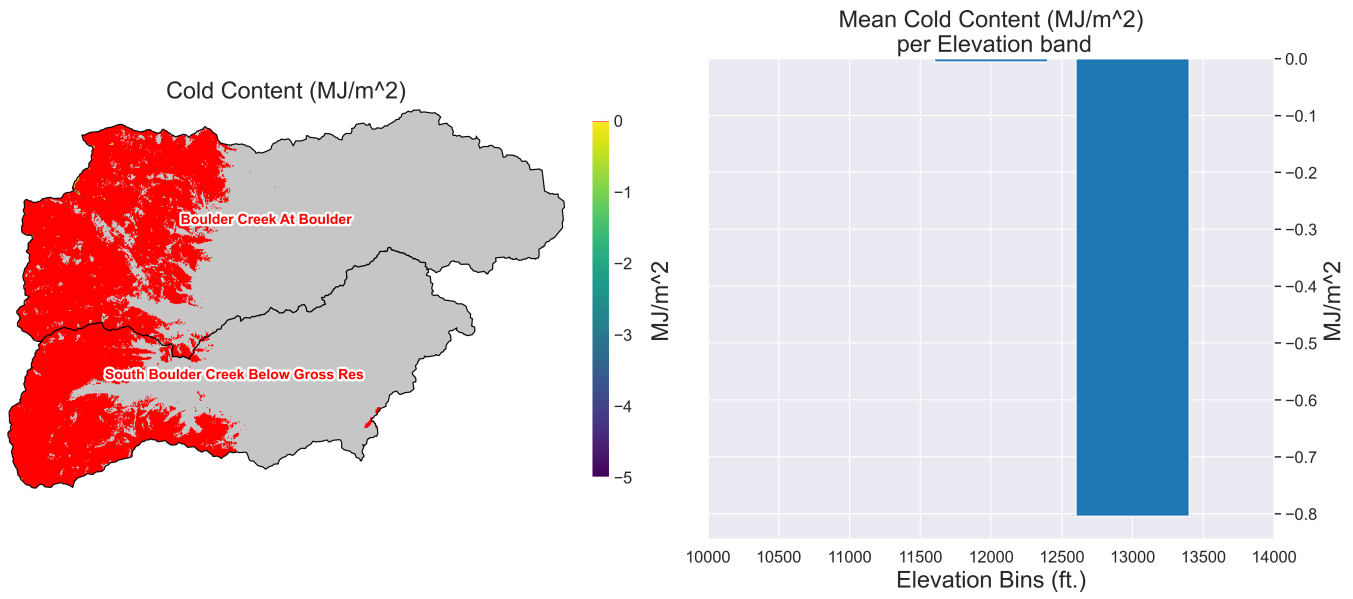 Cold Content (MJ/m^2)
Boulder Creek At Boulder
South Boulder Creek Below Gross Res
0
−1
−2
−3
−4
−5
MJ/m^2
Mean Cold Content (MJ/m^2)
per Elevation band
0.0
−0.1
−0.2
−0.3
−0.4
−0.5
−0.6
−0.7
−0.8
MJ/m^2
10000 10500 11000 11500 12000 12500 13000 13500 14000
Elevation Bins (ft.)